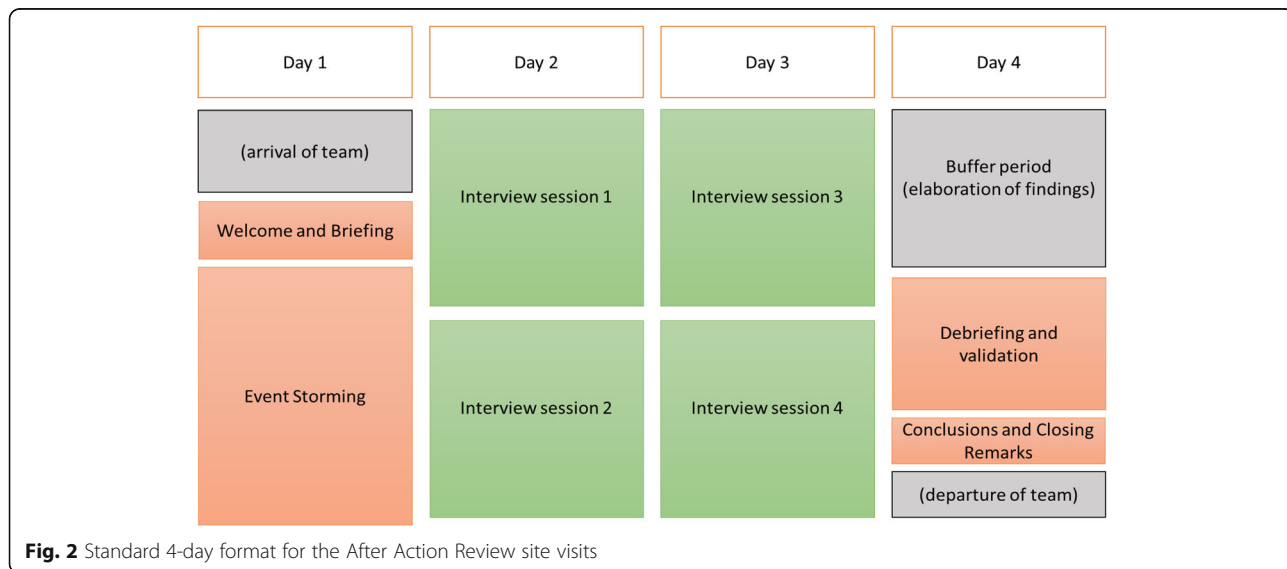 Day 1
Day 2
Day 3
Day 4
(arrival of team)
Welcome and Briefing
Event Storming
Interview session 1
Interview session 2
Interview session 3
Interview session 4
Buffer period
(elaboration of findings)
Debriefing and
validation
Conclusions and Closing
Remarks
(departure of team)
Fig. 2 Standard 4-day format for the After Action Review site visits